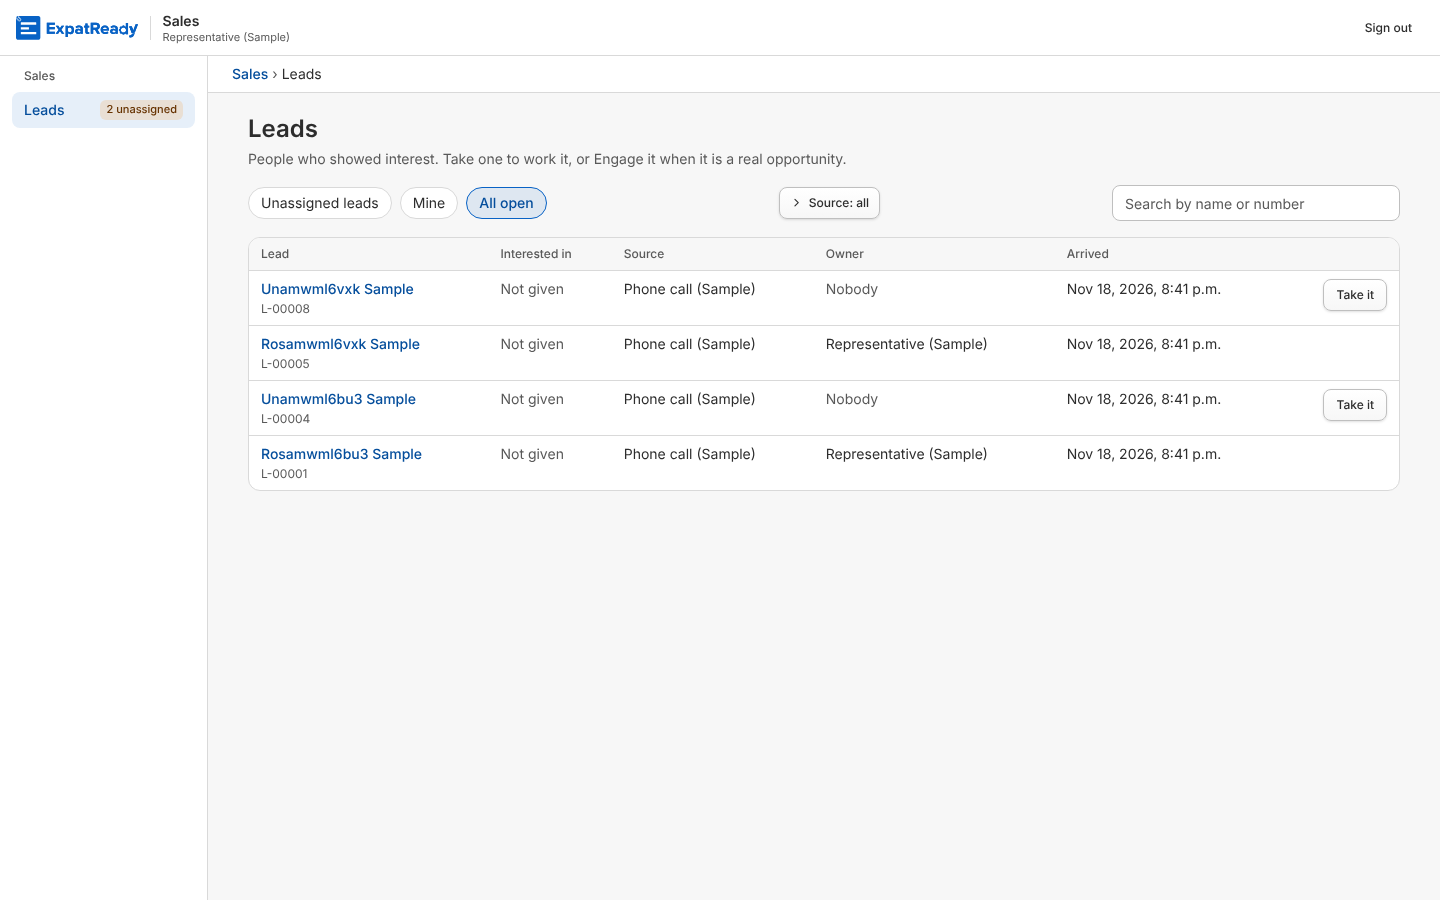 ExpatReady
Sales
Representative (Sample)
Sign out
Sales
Leads 2 unassigned
Sales › Leads
Leads
People who showed interest. Take one to work it, or Engage it when it is a real opportunity.
Unassigned leads Mine All open Source: all Search by name or number
Lead Interested in Source Owner Arrived
Unamwml6vxk Sample Not given Phone call (Sample) Nobody Nov 18, 2026, 8:41 p.m. Take it
L-00008
Rosamwml6vxk Sample Not given Phone call (Sample) Representative (Sample) Nov 18, 2026, 8:41 p.m.
L-00005
Unamwml6bu3 Sample Not given Phone call (Sample) Nobody Nov 18, 2026, 8:41 p.m. Take it
L-00004
Rosamwml6bu3 Sample Not given Phone call (Sample) Representative (Sample) Nov 18, 2026, 8:41 p.m.
L-00001